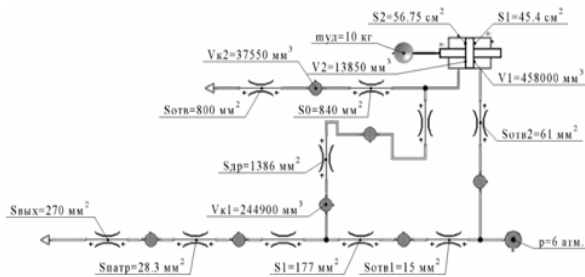 S2=56.75 см²
S1=45.4 см²
mуд=10 кг
Vк2=37550 мм³
V2=13850 мм³
V1=458000 мм³
Sотв=800 мм²
S0=840 мм²
Sотв2=61 мм²
Sдр=1386 мм²
Sвых=270 мм²
Vк1=244900 мм³
Sпатр=28.3 мм²
S1=177 мм²
Sотв1=15 мм²
p=6 атм.